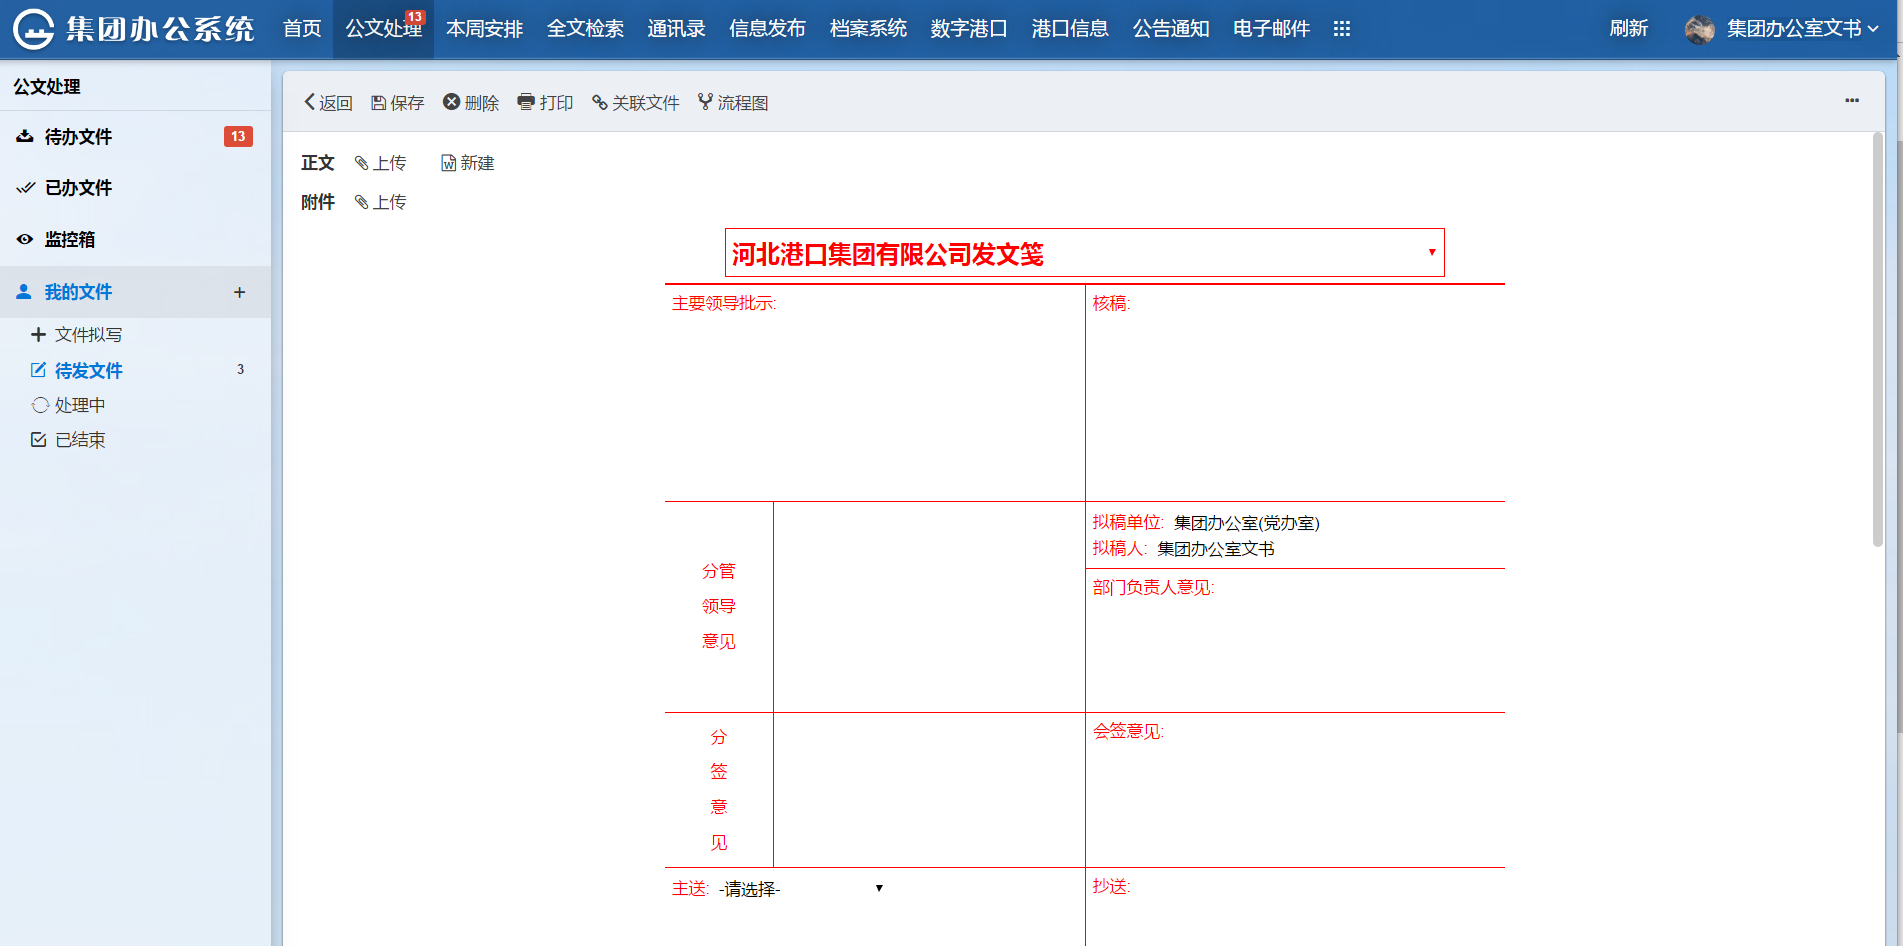 集团办公系统
首页 公文处理 13 本周安排 全文检索 通讯录 信息发布 档案系统 数字港口 港口信息 公告通知 电子邮件 刷新 集团办公室文书
公文处理
待办文件 13
已办文件
监控箱
我的文件 +
文件拟写
待发文件 3
处理中
已结束
返回 保存 删除 打印 关联文件 流程图
正文 上传 新建
附件 上传
河北港口集团有限公司发文笺
主要领导批示: 核稿:
拟稿单位: 集团办公室(党办室)
拟稿人: 集团办公室文书
分管
领导
意见
部门负责人意见:
分
签
意
见
会签意见:
主送: -请选择- 抄送: